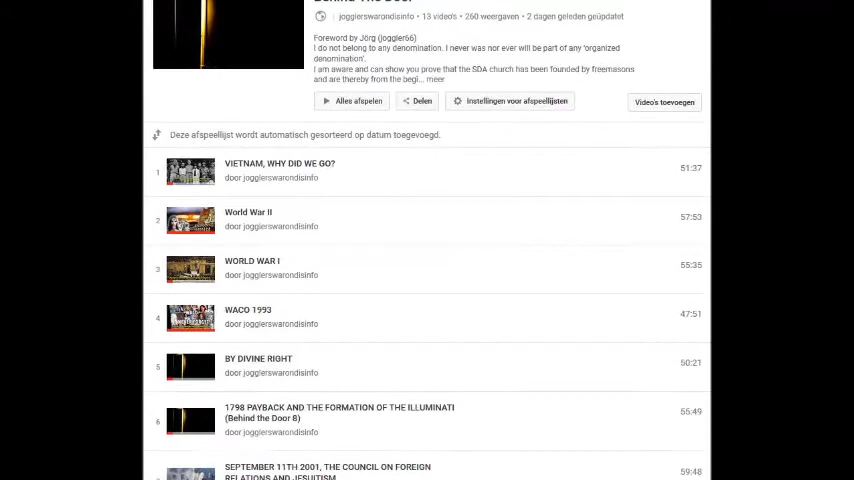 Behind The Door
jogglerswarondisinfo • 13 video's • 260 weergaven • 2 dagen geleden geüpdatet
Foreword by Jörg (joggler66)
I do not belong to any denomination. I never was nor ever will be part of any 'organized
denomination'.
I am aware and can show you prove that the SDA church has been founded by freemasons
and are thereby from the begi... meer
Alles afspelen
Delen
Instellingen voor afspeellijsten
Video's toevoegen
Deze afspeellijst wordt automatisch gesorteerd op datum toegevoegd.
1
VIETNAM, WHY DID WE GO?
door jogglerswarondisinfo
51:37
2
World War II
door jogglerswarondisinfo
57:53
3
WORLD WAR I
door jogglerswarondisinfo
55:35
4
WACO 1993
door jogglerswarondisinfo
47:51
5
BY DIVINE RIGHT
door jogglerswarondisinfo
50:21
6
1798 PAYBACK AND THE FORMATION OF THE ILLUMINATI
(Behind the Door 8)
door jogglerswarondisinfo
55:49
SEPTEMBER 11TH 2001, THE COUNCIL ON FOREIGN
RELATIONS AND JESUITISM
59:48